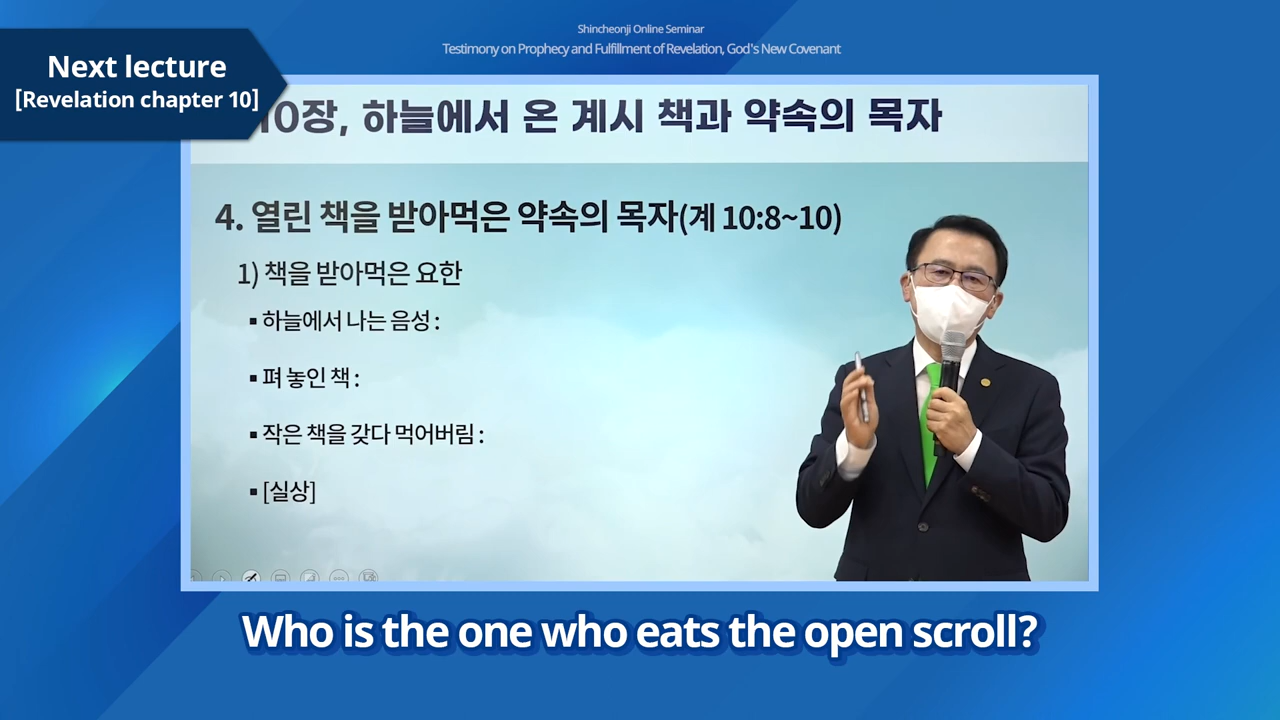 Shincheonji Online Seminar
Testimony on Prophecy and Fulfillment of Revelation, God's New Covenant
Next lecture
[Revelation chapter 10]
10장, 하늘에서 온 계시 책과 약속의 목자
4. 열린 책을 받아먹은 약속의 목자(계 10:8~10)
1) 책을 받아먹은 요한
▪ 하늘에서 나는 음성 :
▪ 펴 놓인 책 :
▪ 작은 책을 갖다 먹어버림 :
▪ [실상]
Who is the one who eats the open scroll?